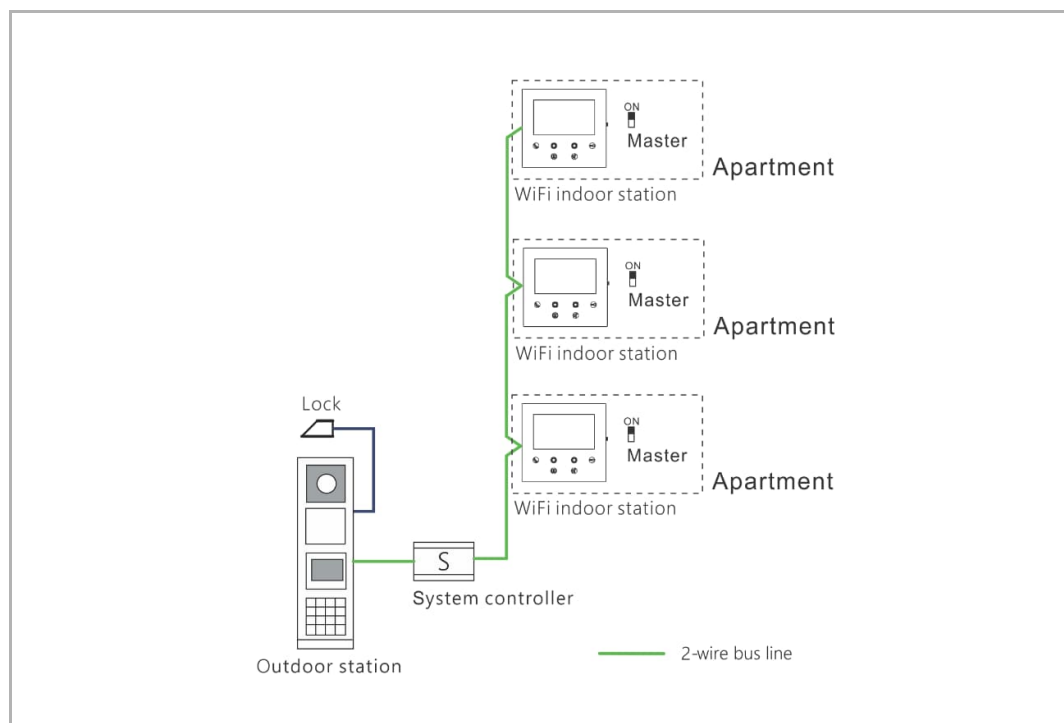 ON
Master
Apartment
WiFi indoor station
ON
Master
Apartment
WiFi indoor station
ON
Master
Apartment
WiFi indoor station
Lock
S
System controller
Outdoor station
2-wire bus line